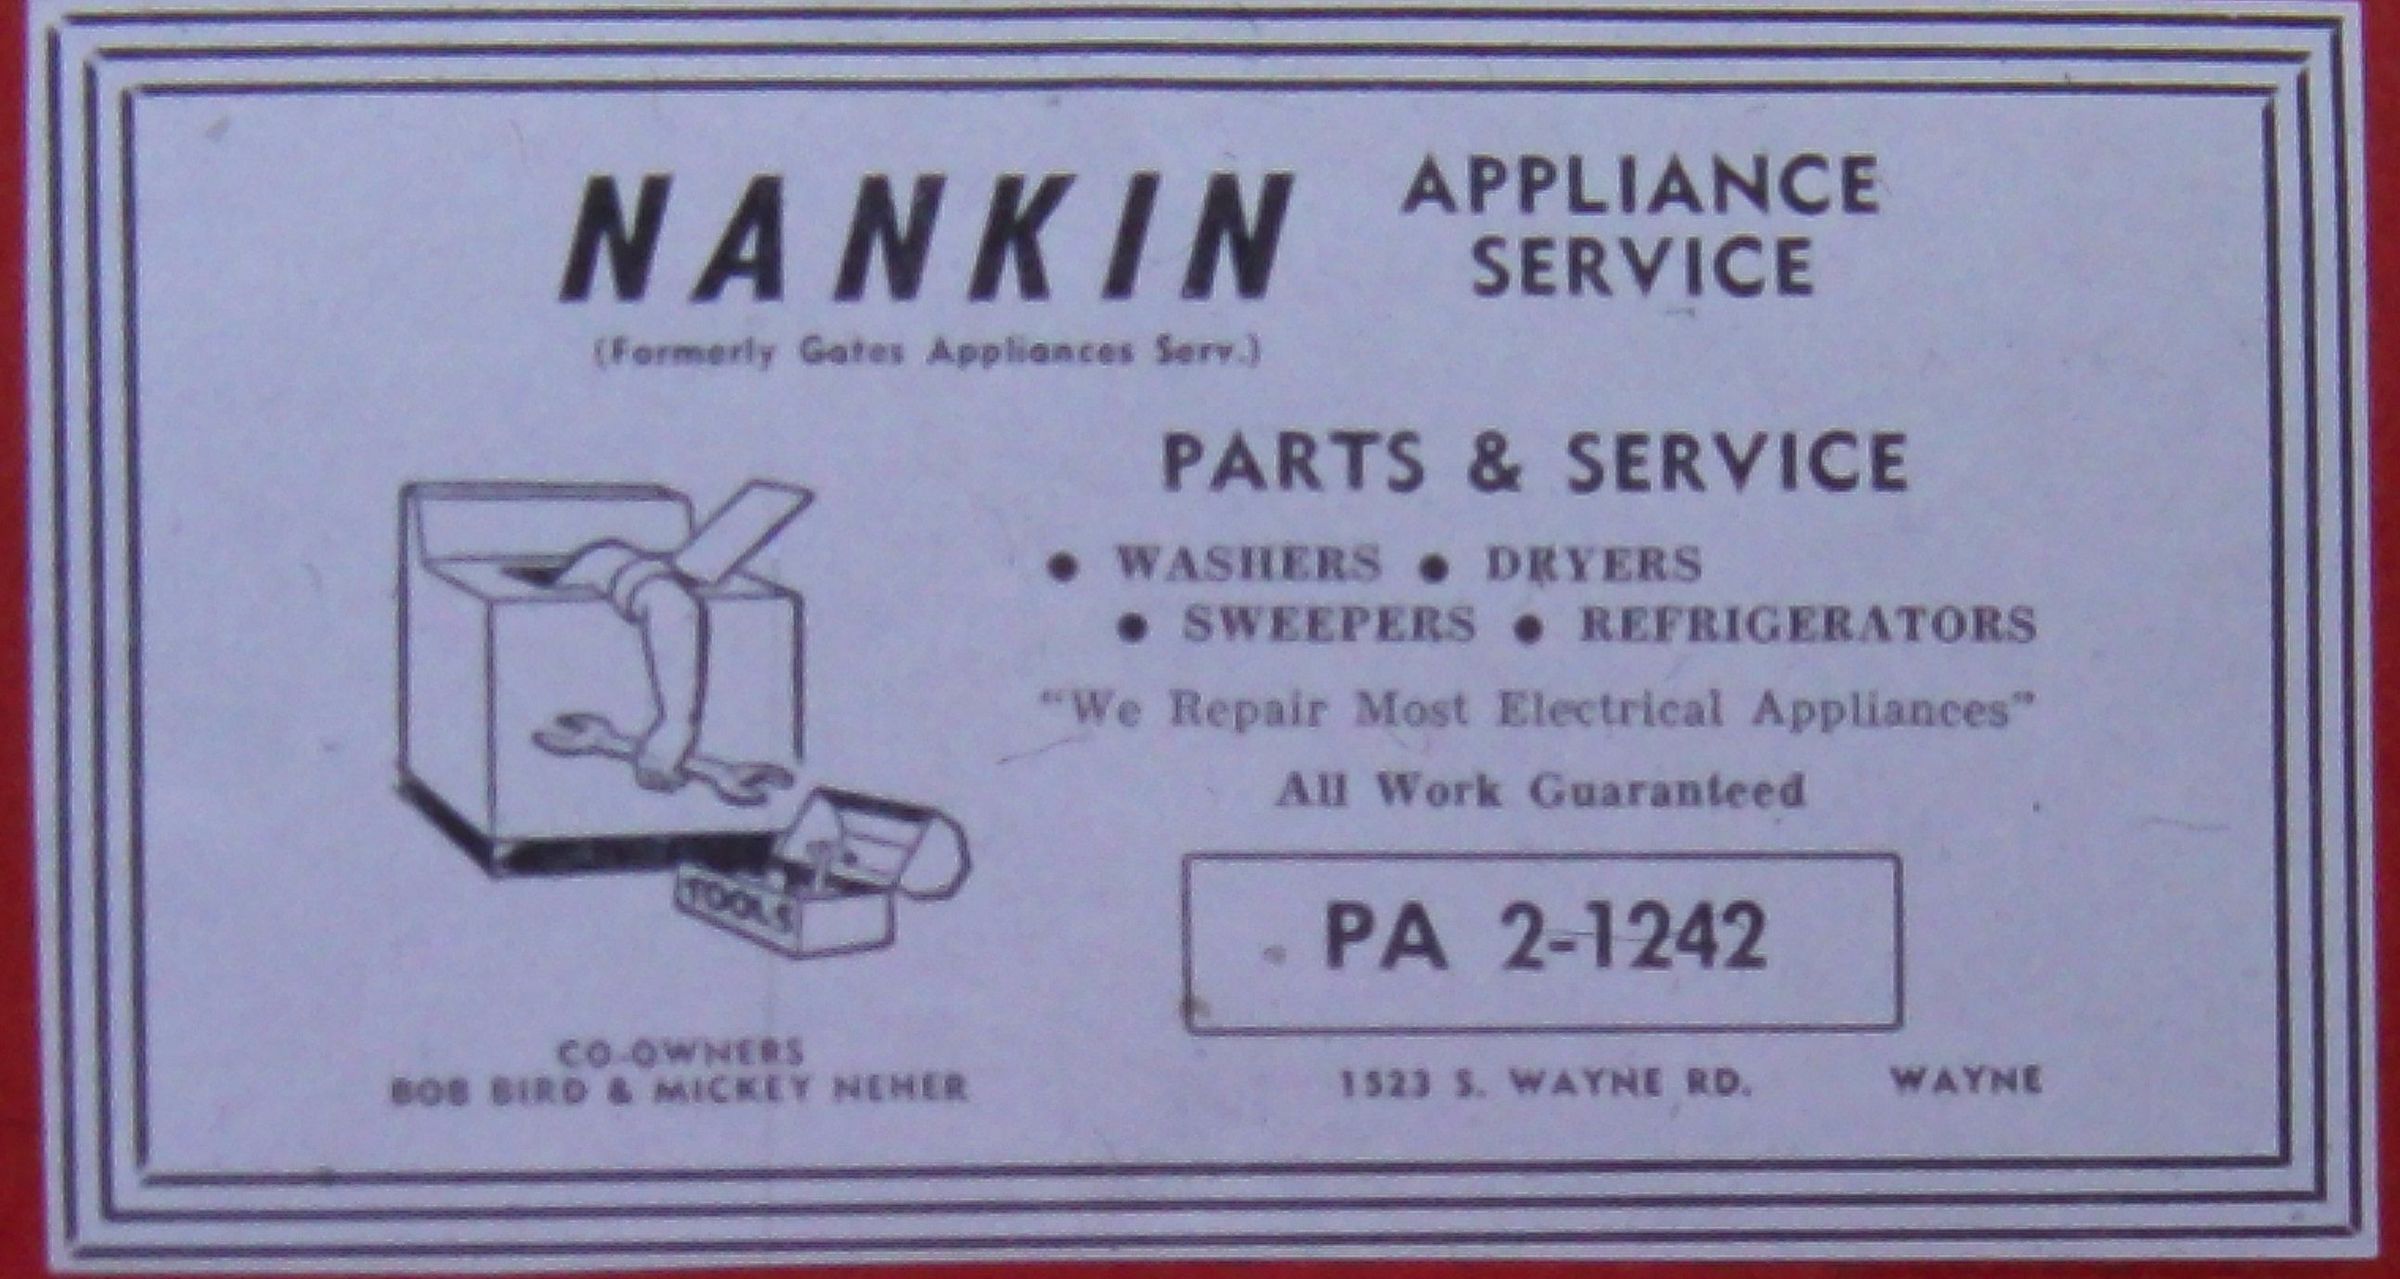 NANKIN APPLIANCE SERVICE
(Formerly Gates Appliances Serv.)
PARTS & SERVICE
• WASHERS • DRYERS
• SWEEPERS • REFRIGERATORS
"We Repair Most Electrical Appliances"
All Work Guaranteed
TOOLS
PA 2-1242
CO-OWNERS
BOB BIRD & MICKEY NEHER
1523 S. WAYNE RD. WAYNE